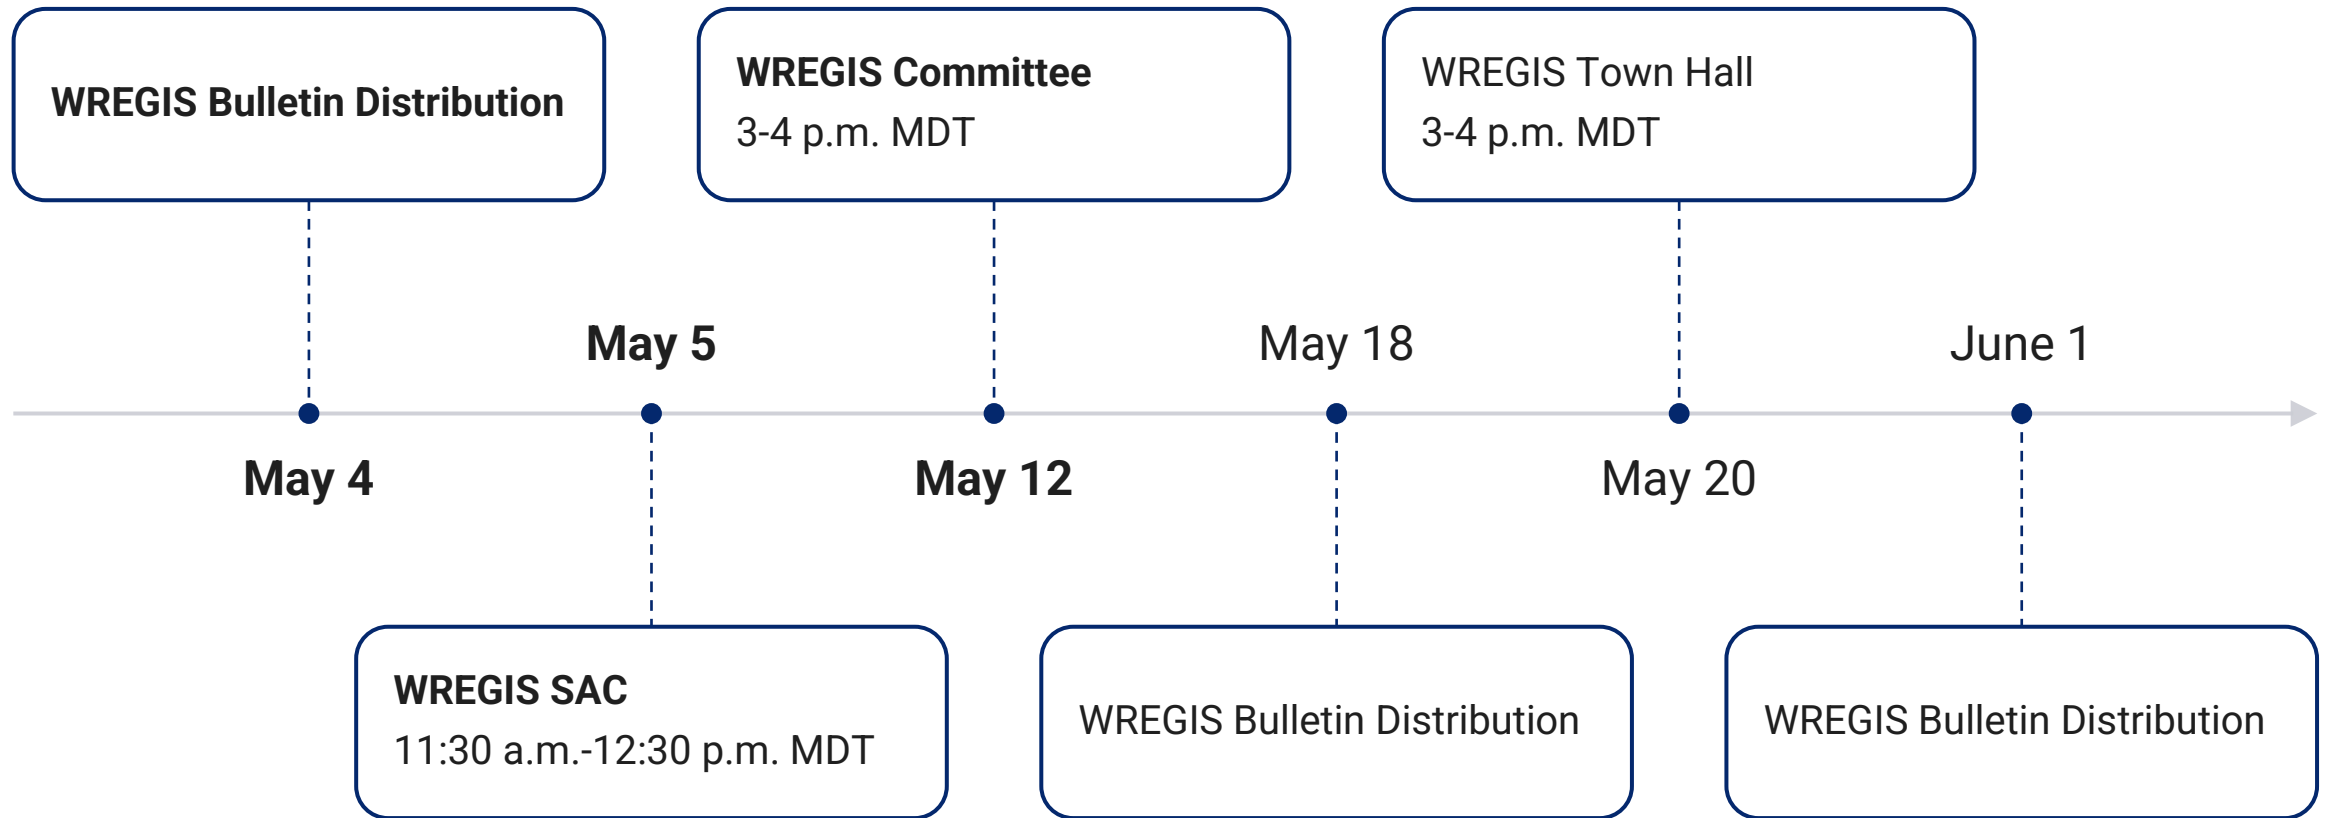 WREGIS Bulletin Distribution
WREGIS Committee
3-4 p.m. MDT
WREGIS Town Hall
3-4 p.m. MDT
May 5
May 18
June 1
May 4
May 12
May 20
WREGIS SAC
11:30 a.m.-12:30 p.m. MDT
WREGIS Bulletin Distribution
WREGIS Bulletin Distribution